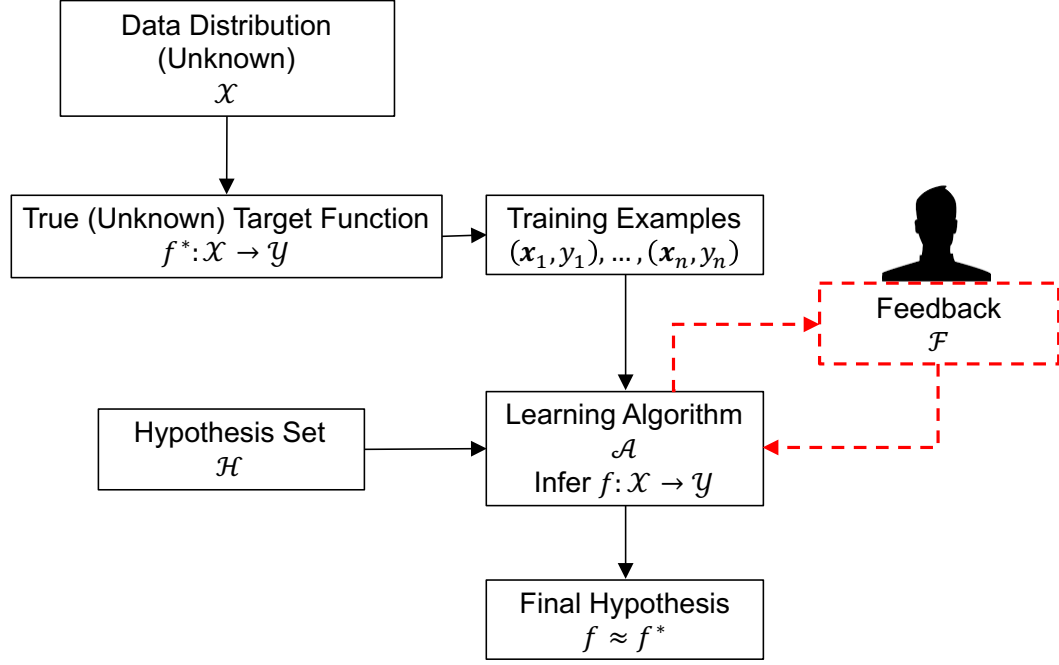 Data Distribution
(Unknown)
𝒳
True (Unknown) Target Function
f*: 𝒳 → 𝒴
Training Examples
(𝒙₁, y₁), … , (𝒙ₙ, yₙ)
Feedback
ℱ
Hypothesis Set
ℋ
Learning Algorithm
𝒜
Infer f: 𝒳 → 𝒴
Final Hypothesis
f ≈ f*